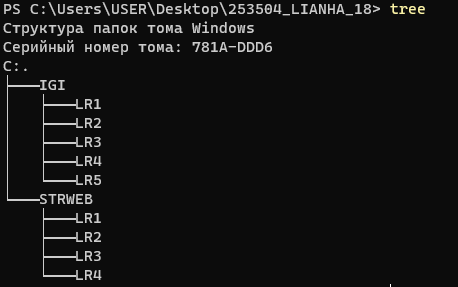 PS C:\Users\USER\Desktop\253504_LIANHA_18> tree
Структура папок тома Windows
Серийный номер тома: 781A-DDD6
C:.
├───IGI
│   ├───LR1
│   ├───LR2
│   ├───LR3
│   ├───LR4
│   └───LR5
└───STRWEB
    ├───LR1
    ├───LR2
    ├───LR3
    └───LR4